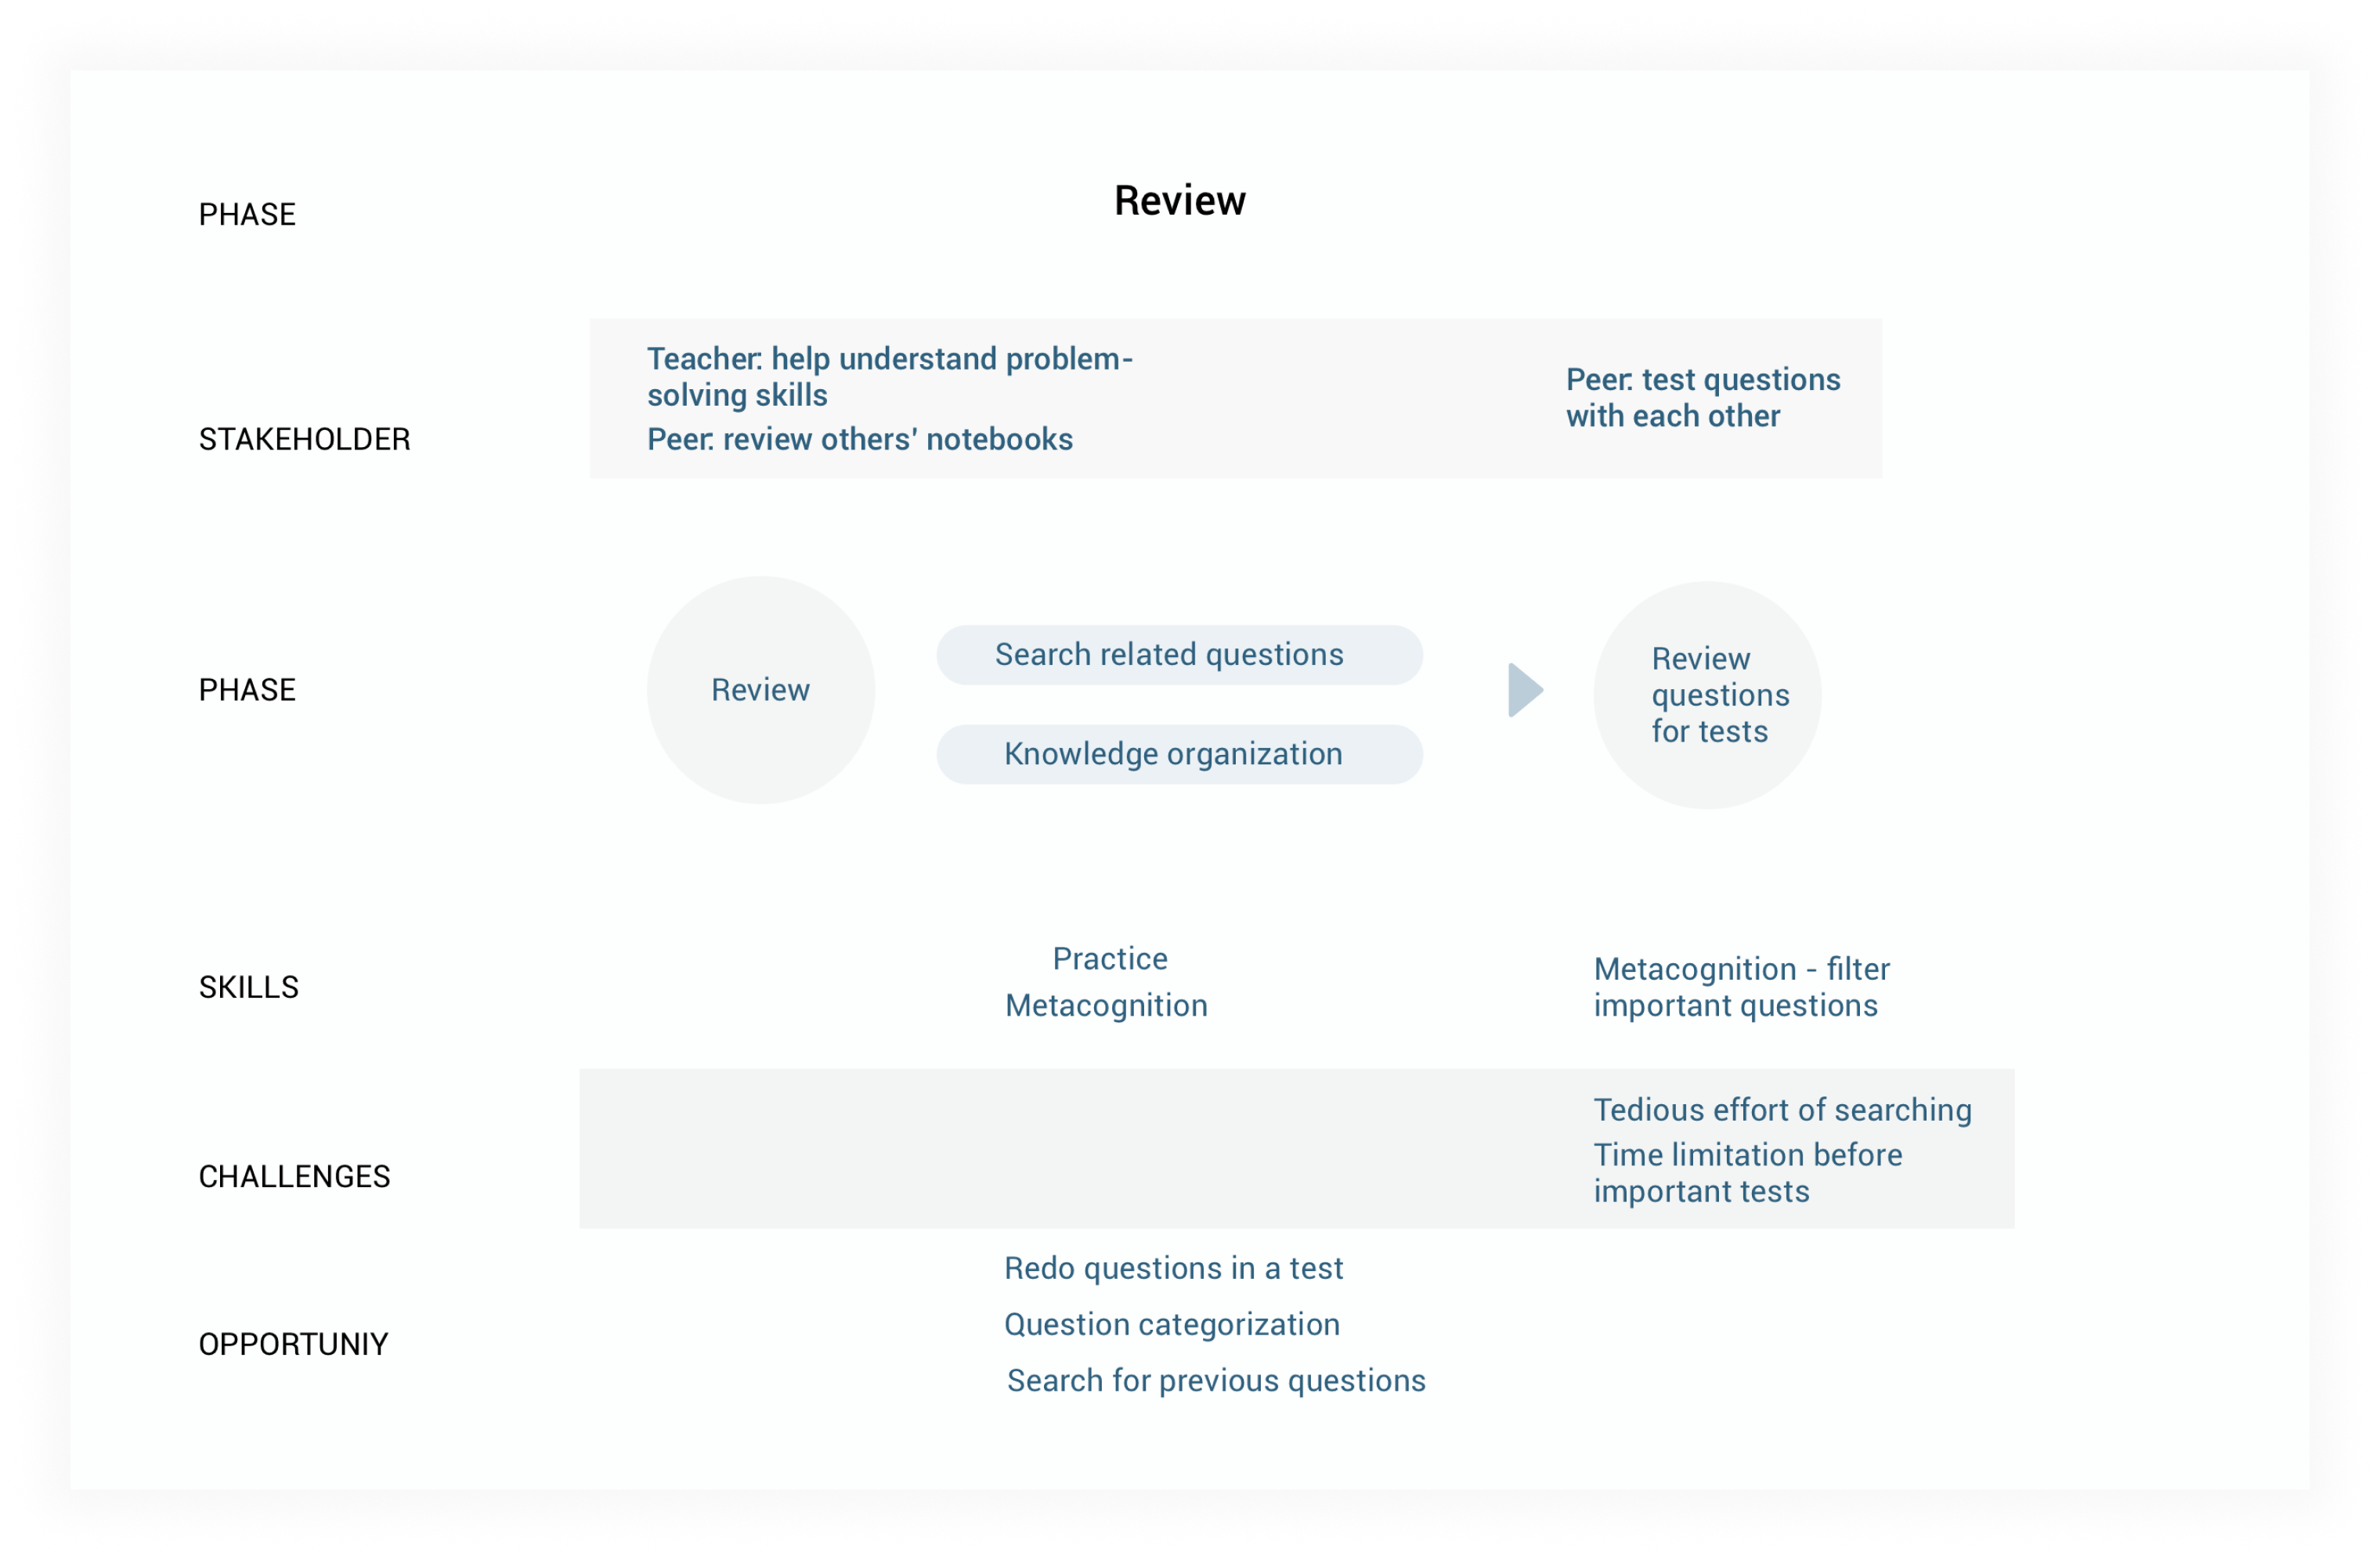 PHASE
Review
STAKEHOLDER
Teacher: help understand problem-
solving skills
Peer: review others' notebooks
Peer: test questions
with each other
PHASE
Review
Search related questions
Knowledge organization
Review
questions
for tests
SKILLS
Practice
Metacognition
Metacognition - filter
important questions
CHALLENGES
Tedious effort of searching
Time limitation before
important tests
OPPORTUNIY
Redo questions in a test
Question categorization
Search for previous questions